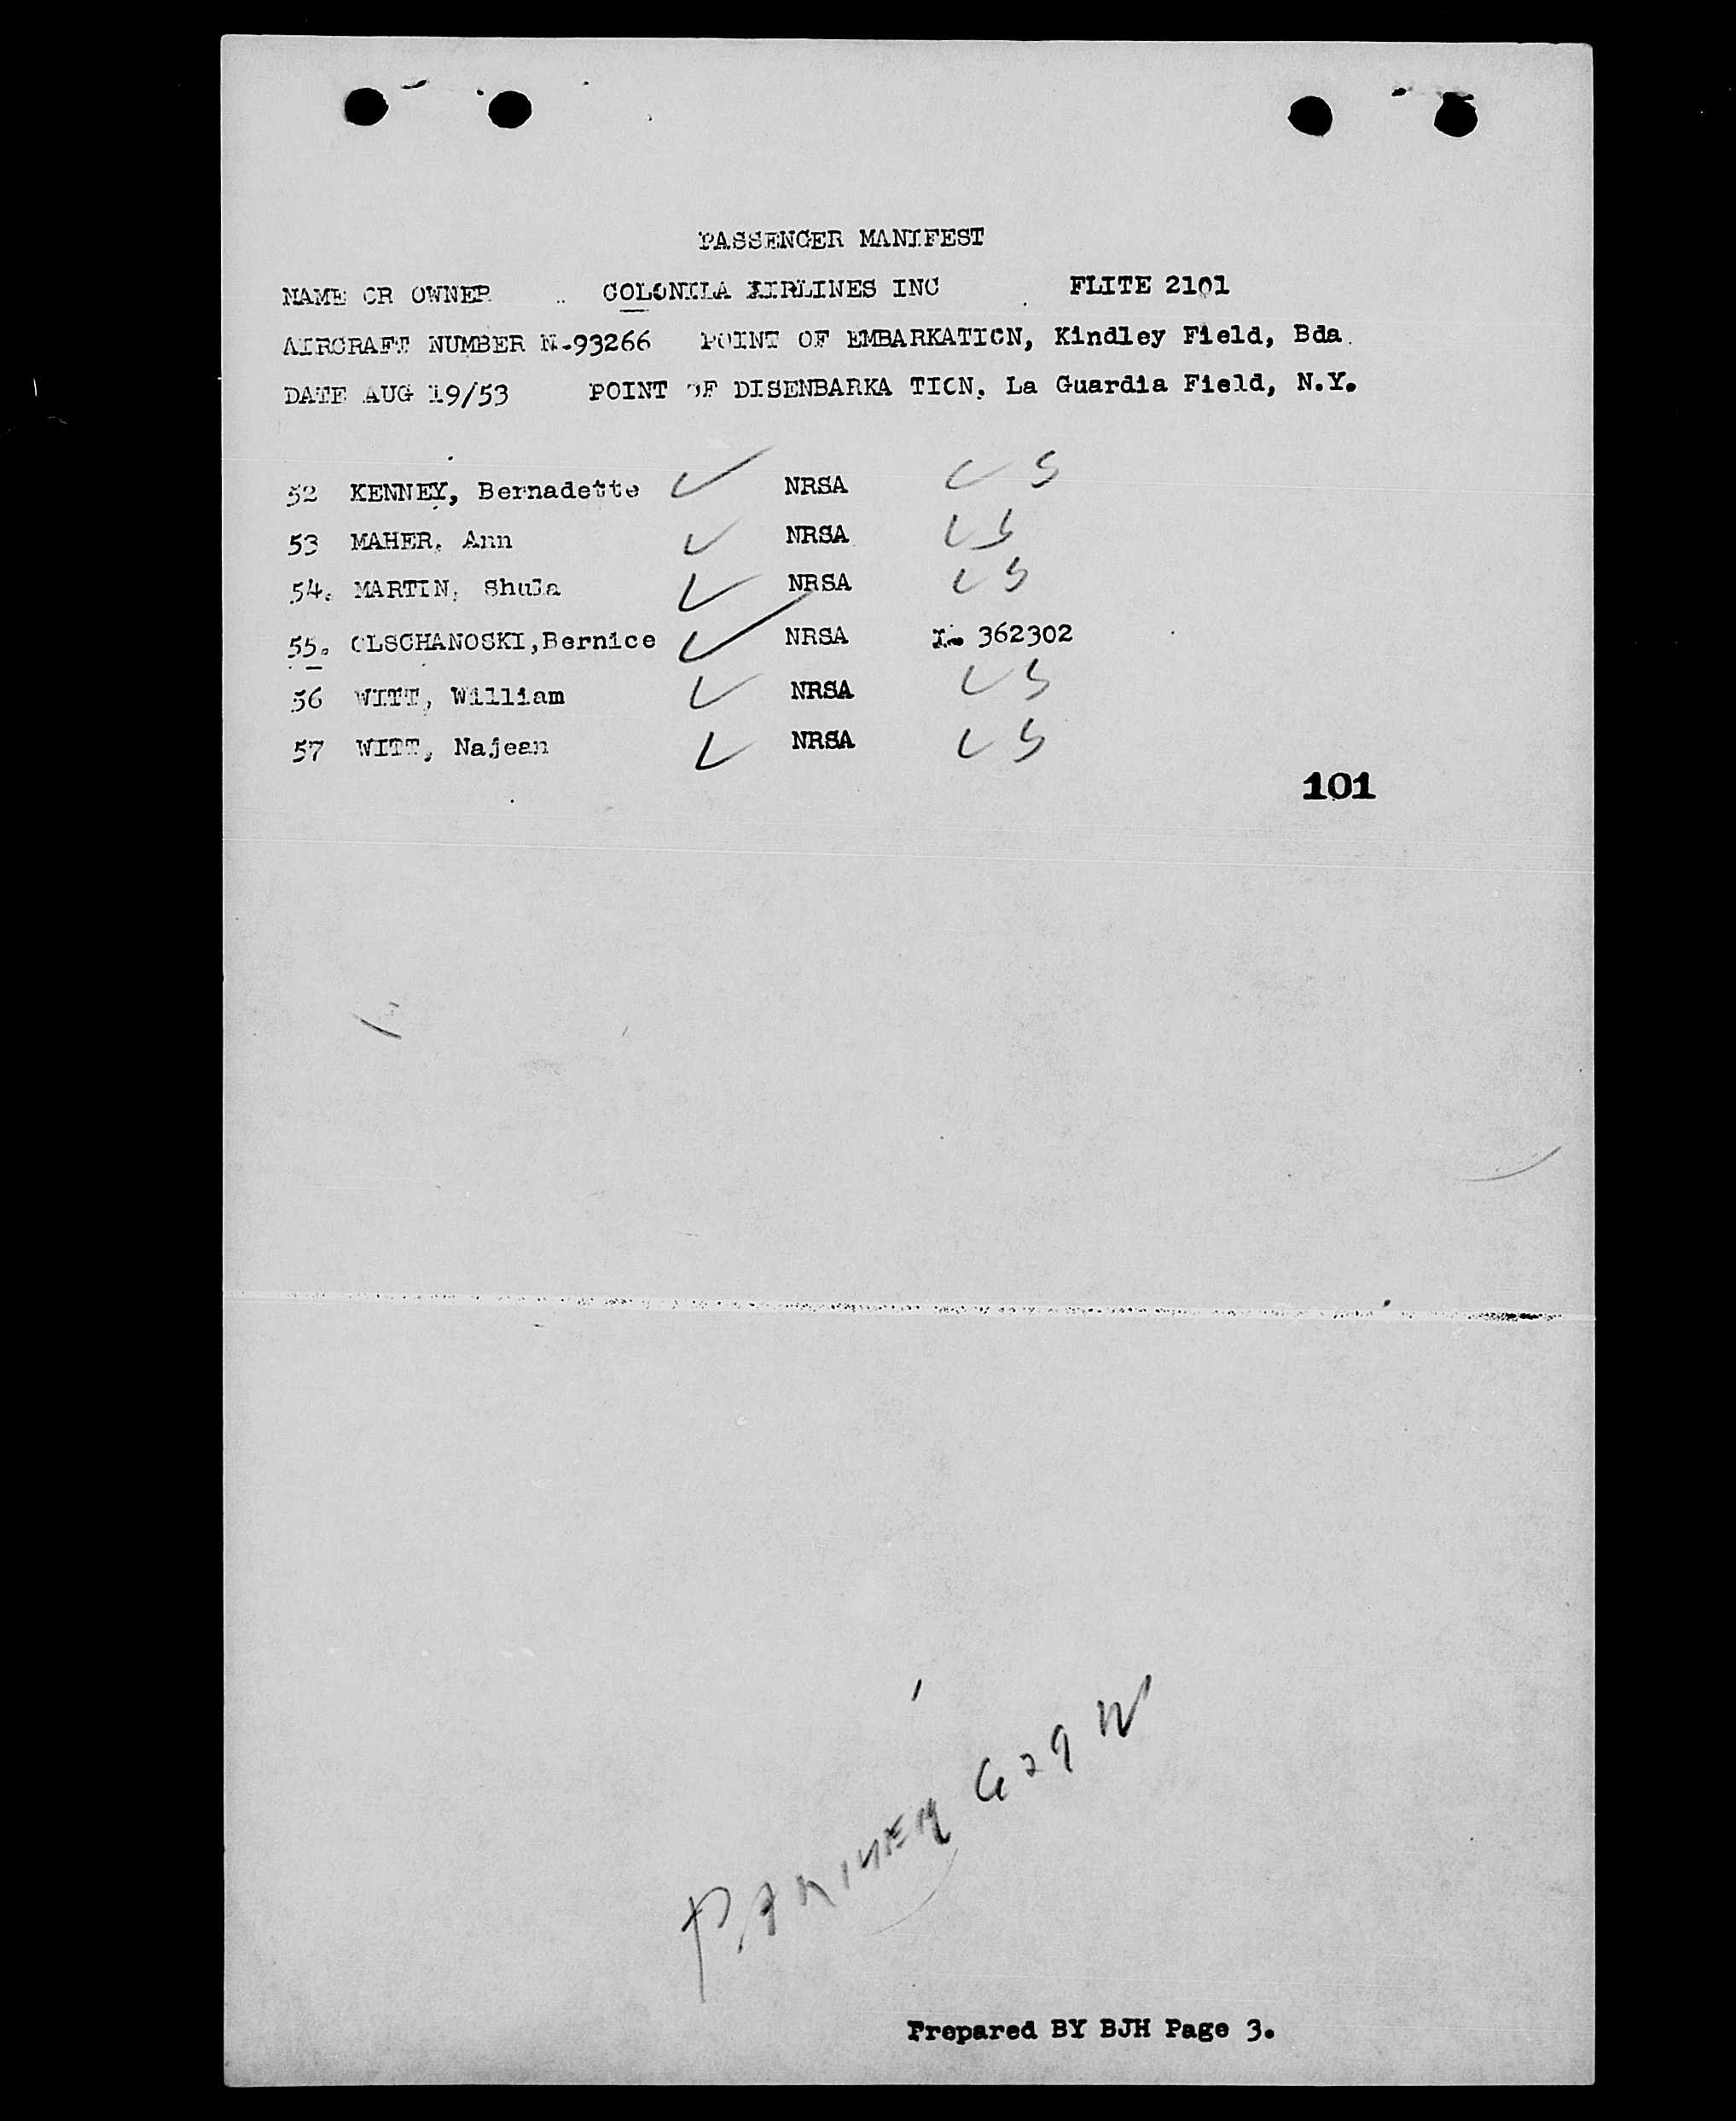 PASSENGER MANIFEST
NAME OR OWNER .. COLONILA AIRLINES INC FLITE 2101
AIRCRAFT NUMBER N-93266 POINT OF EMBARKATION, Kindley Field, Bda.
DATE AUG 19/53 POINT OF DISENBARKA TION, La Guardia Field, N.Y.
52 KENNEY, Bernadette ✓ NRSA US
53 MAHER, Ann ✓ NRSA US
54. MARTIN, Shula ✓ NRSA US
55. OLSCHANOSKI,Bernice ✓ NRSA I- 362302
56 WITT, William ✓ NRSA US
57 WITT, Najean ✓ NRSA US
101
Prepared BY BJH Page 3.